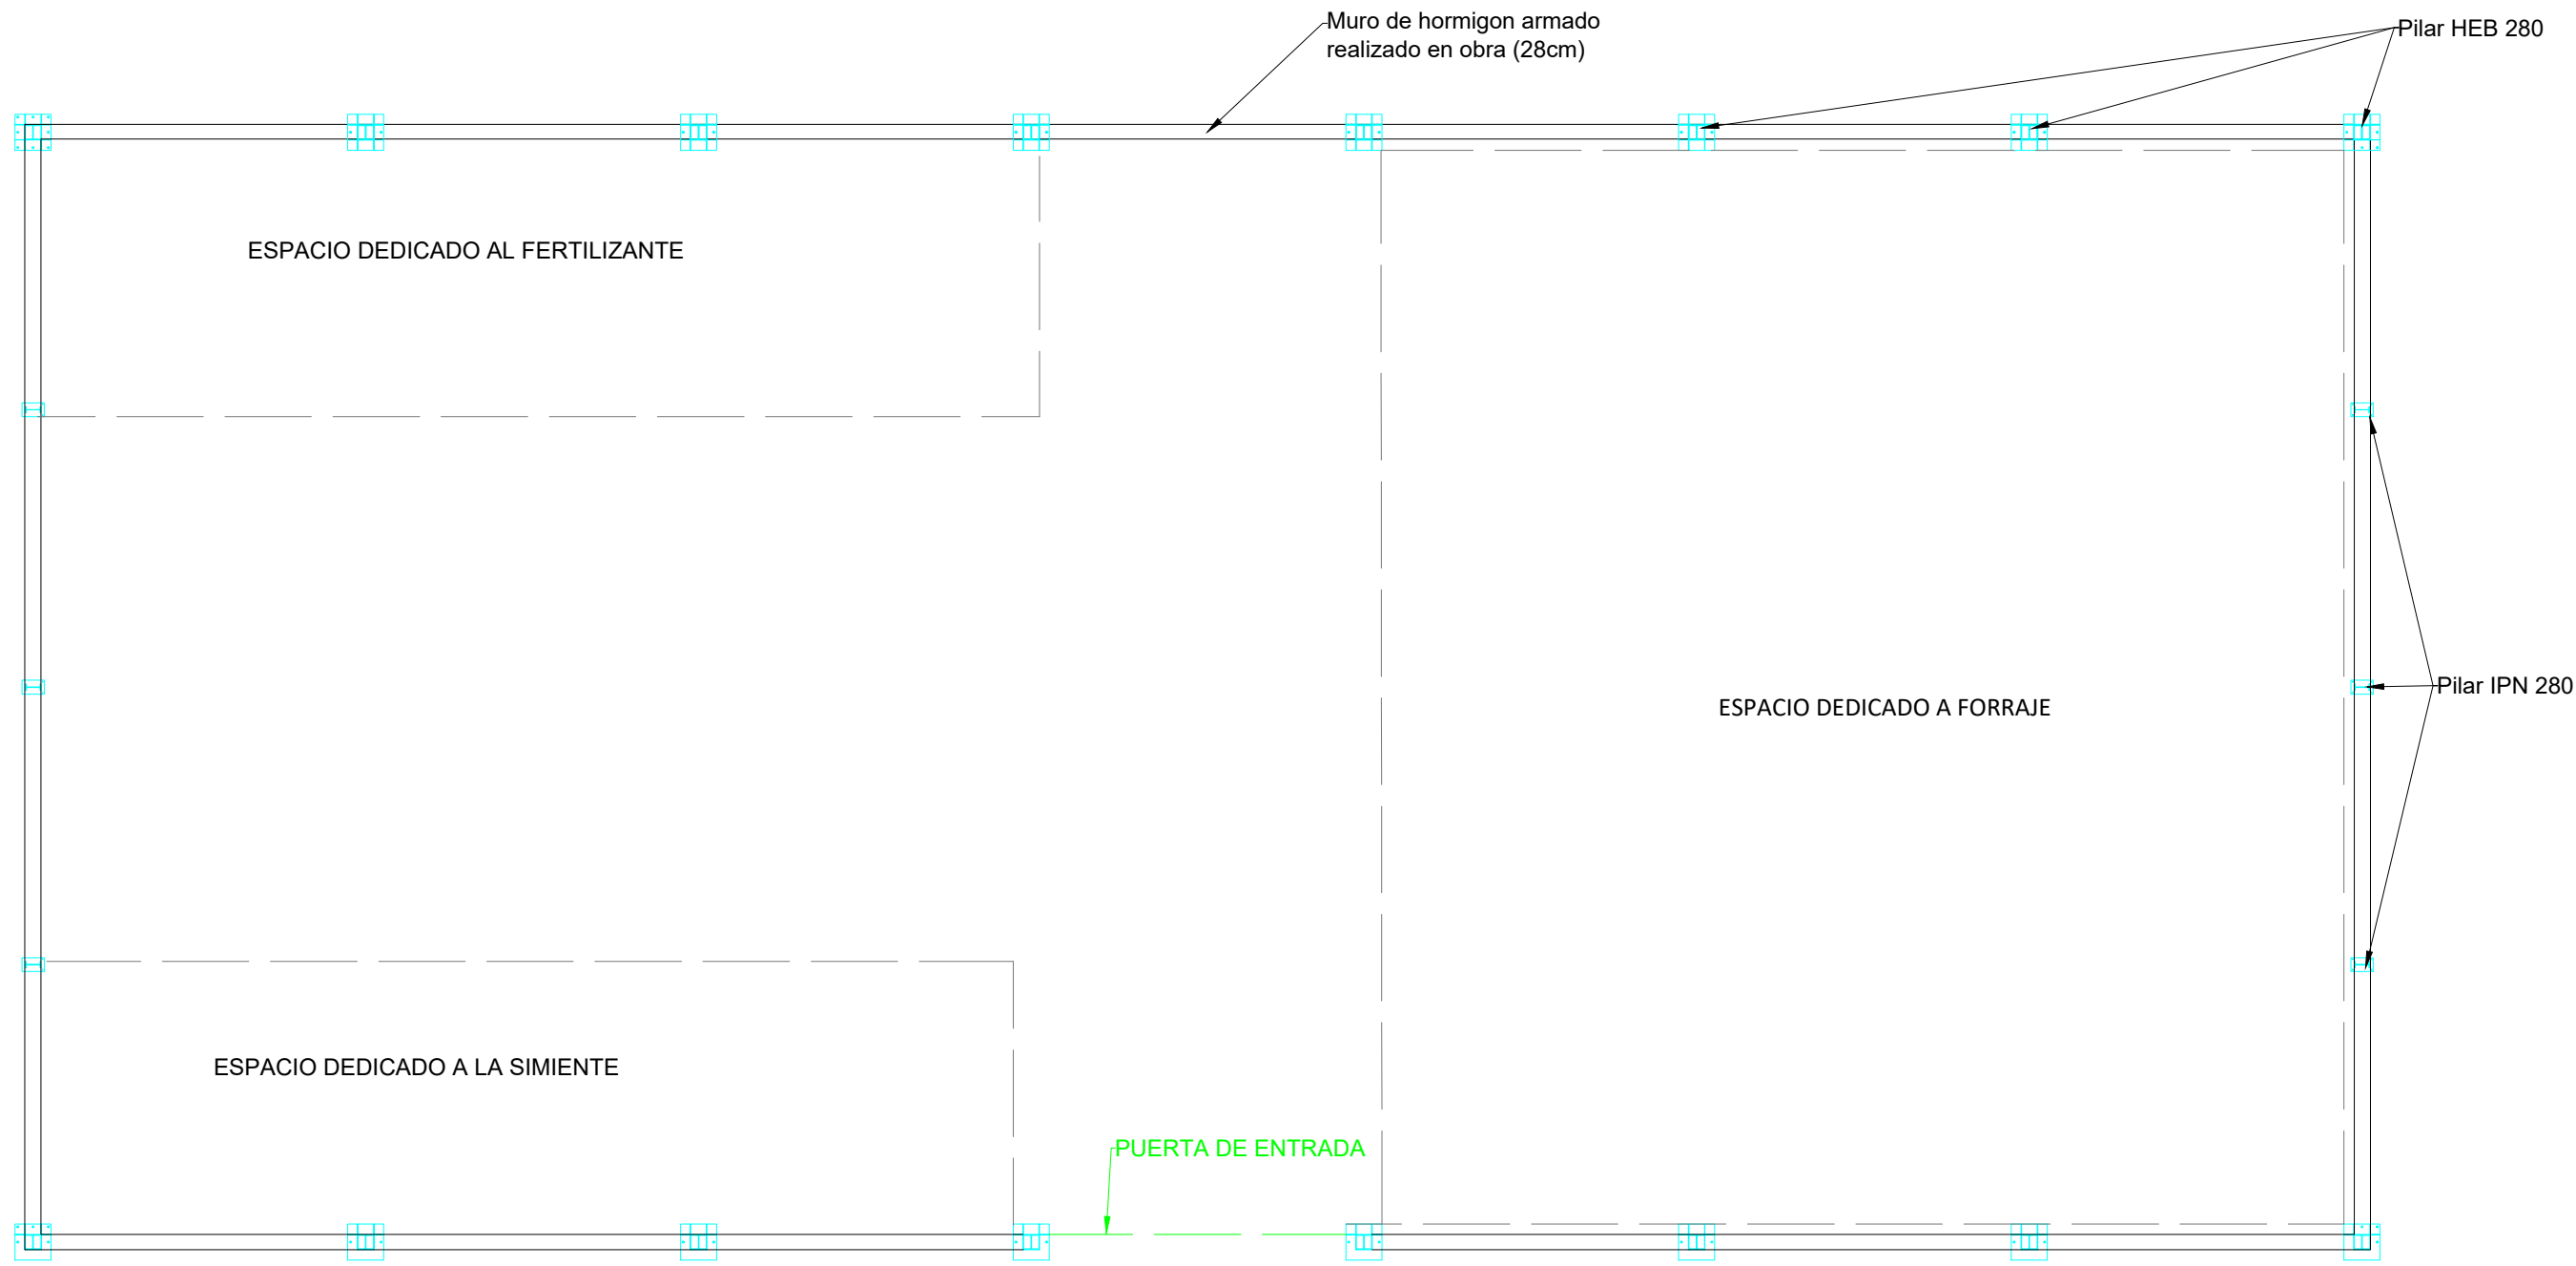 Muro de hormigon armado
realizado en obra (28cm)
Pilar HEB 280
ESPACIO DEDICADO AL FERTILIZANTE
Pilar IPN 280
ESPACIO DEDICADO A FORRAJE
ESPACIO DEDICADO A LA SIMIENTE
PUERTA DE ENTRADA